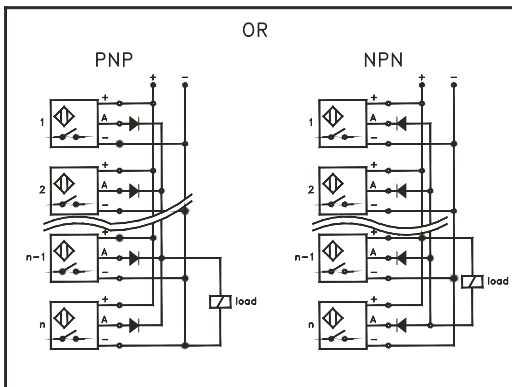 OR
PNP
NPN
+ −
+ −
1 + A −
1 + A −
2 + A −
2 + A −
n-1 + A −
n-1 + A −
load
load
n + A −
n + A −